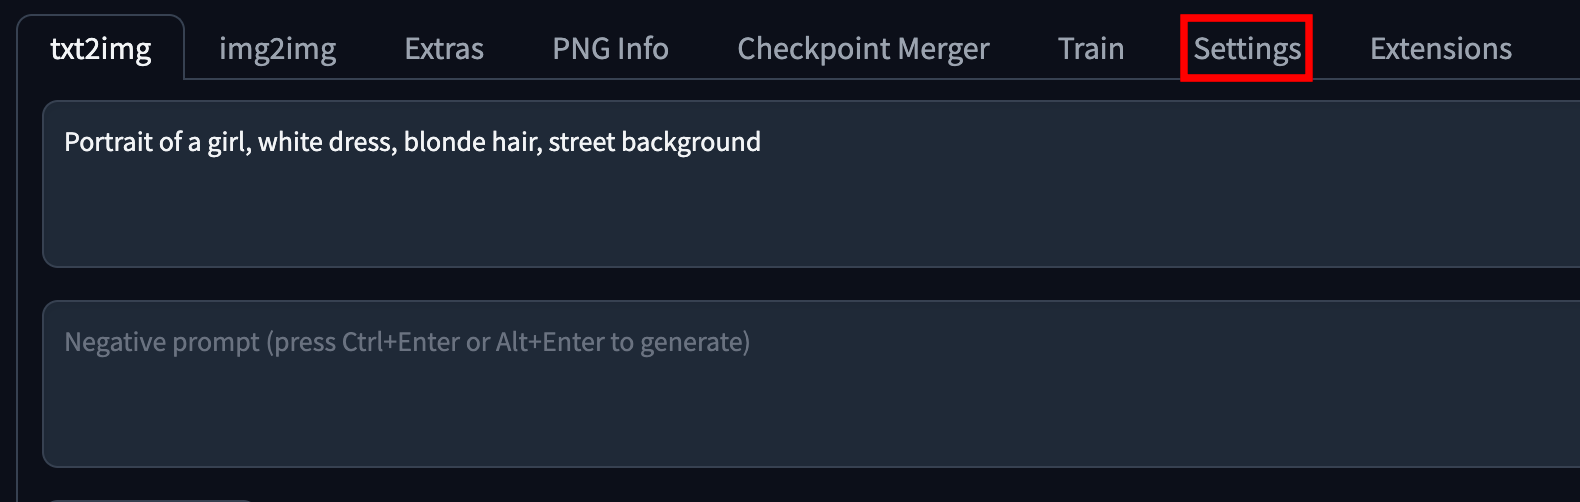 txt2img img2img Extras PNG Info Checkpoint Merger Train Settings Extensions
Portrait of a girl, white dress, blonde hair, street background
Negative prompt (press Ctrl+Enter or Alt+Enter to generate)